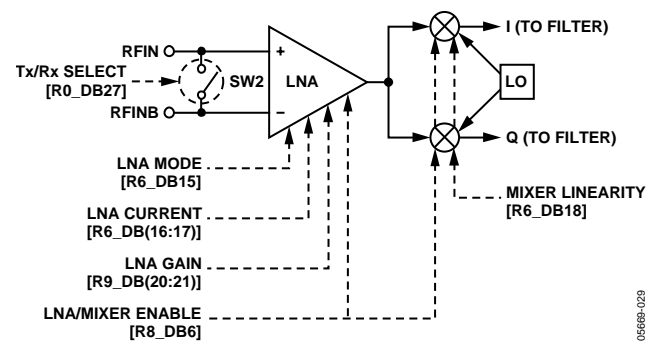 RFIN
I (TO FILTER)
+
Tx/Rx SELECT
[R0_DB27]
SW2
LNA
LO
RFINB
–
Q (TO FILTER)
LNA MODE
[R6_DB15]
MIXER LINEARITY
[R6_DB18]
LNA CURRENT
[R6_DB(16:17)]
LNA GAIN
[R9_DB(20:21)]
LNA/MIXER ENABLE
[R8_DB6]
05669-029